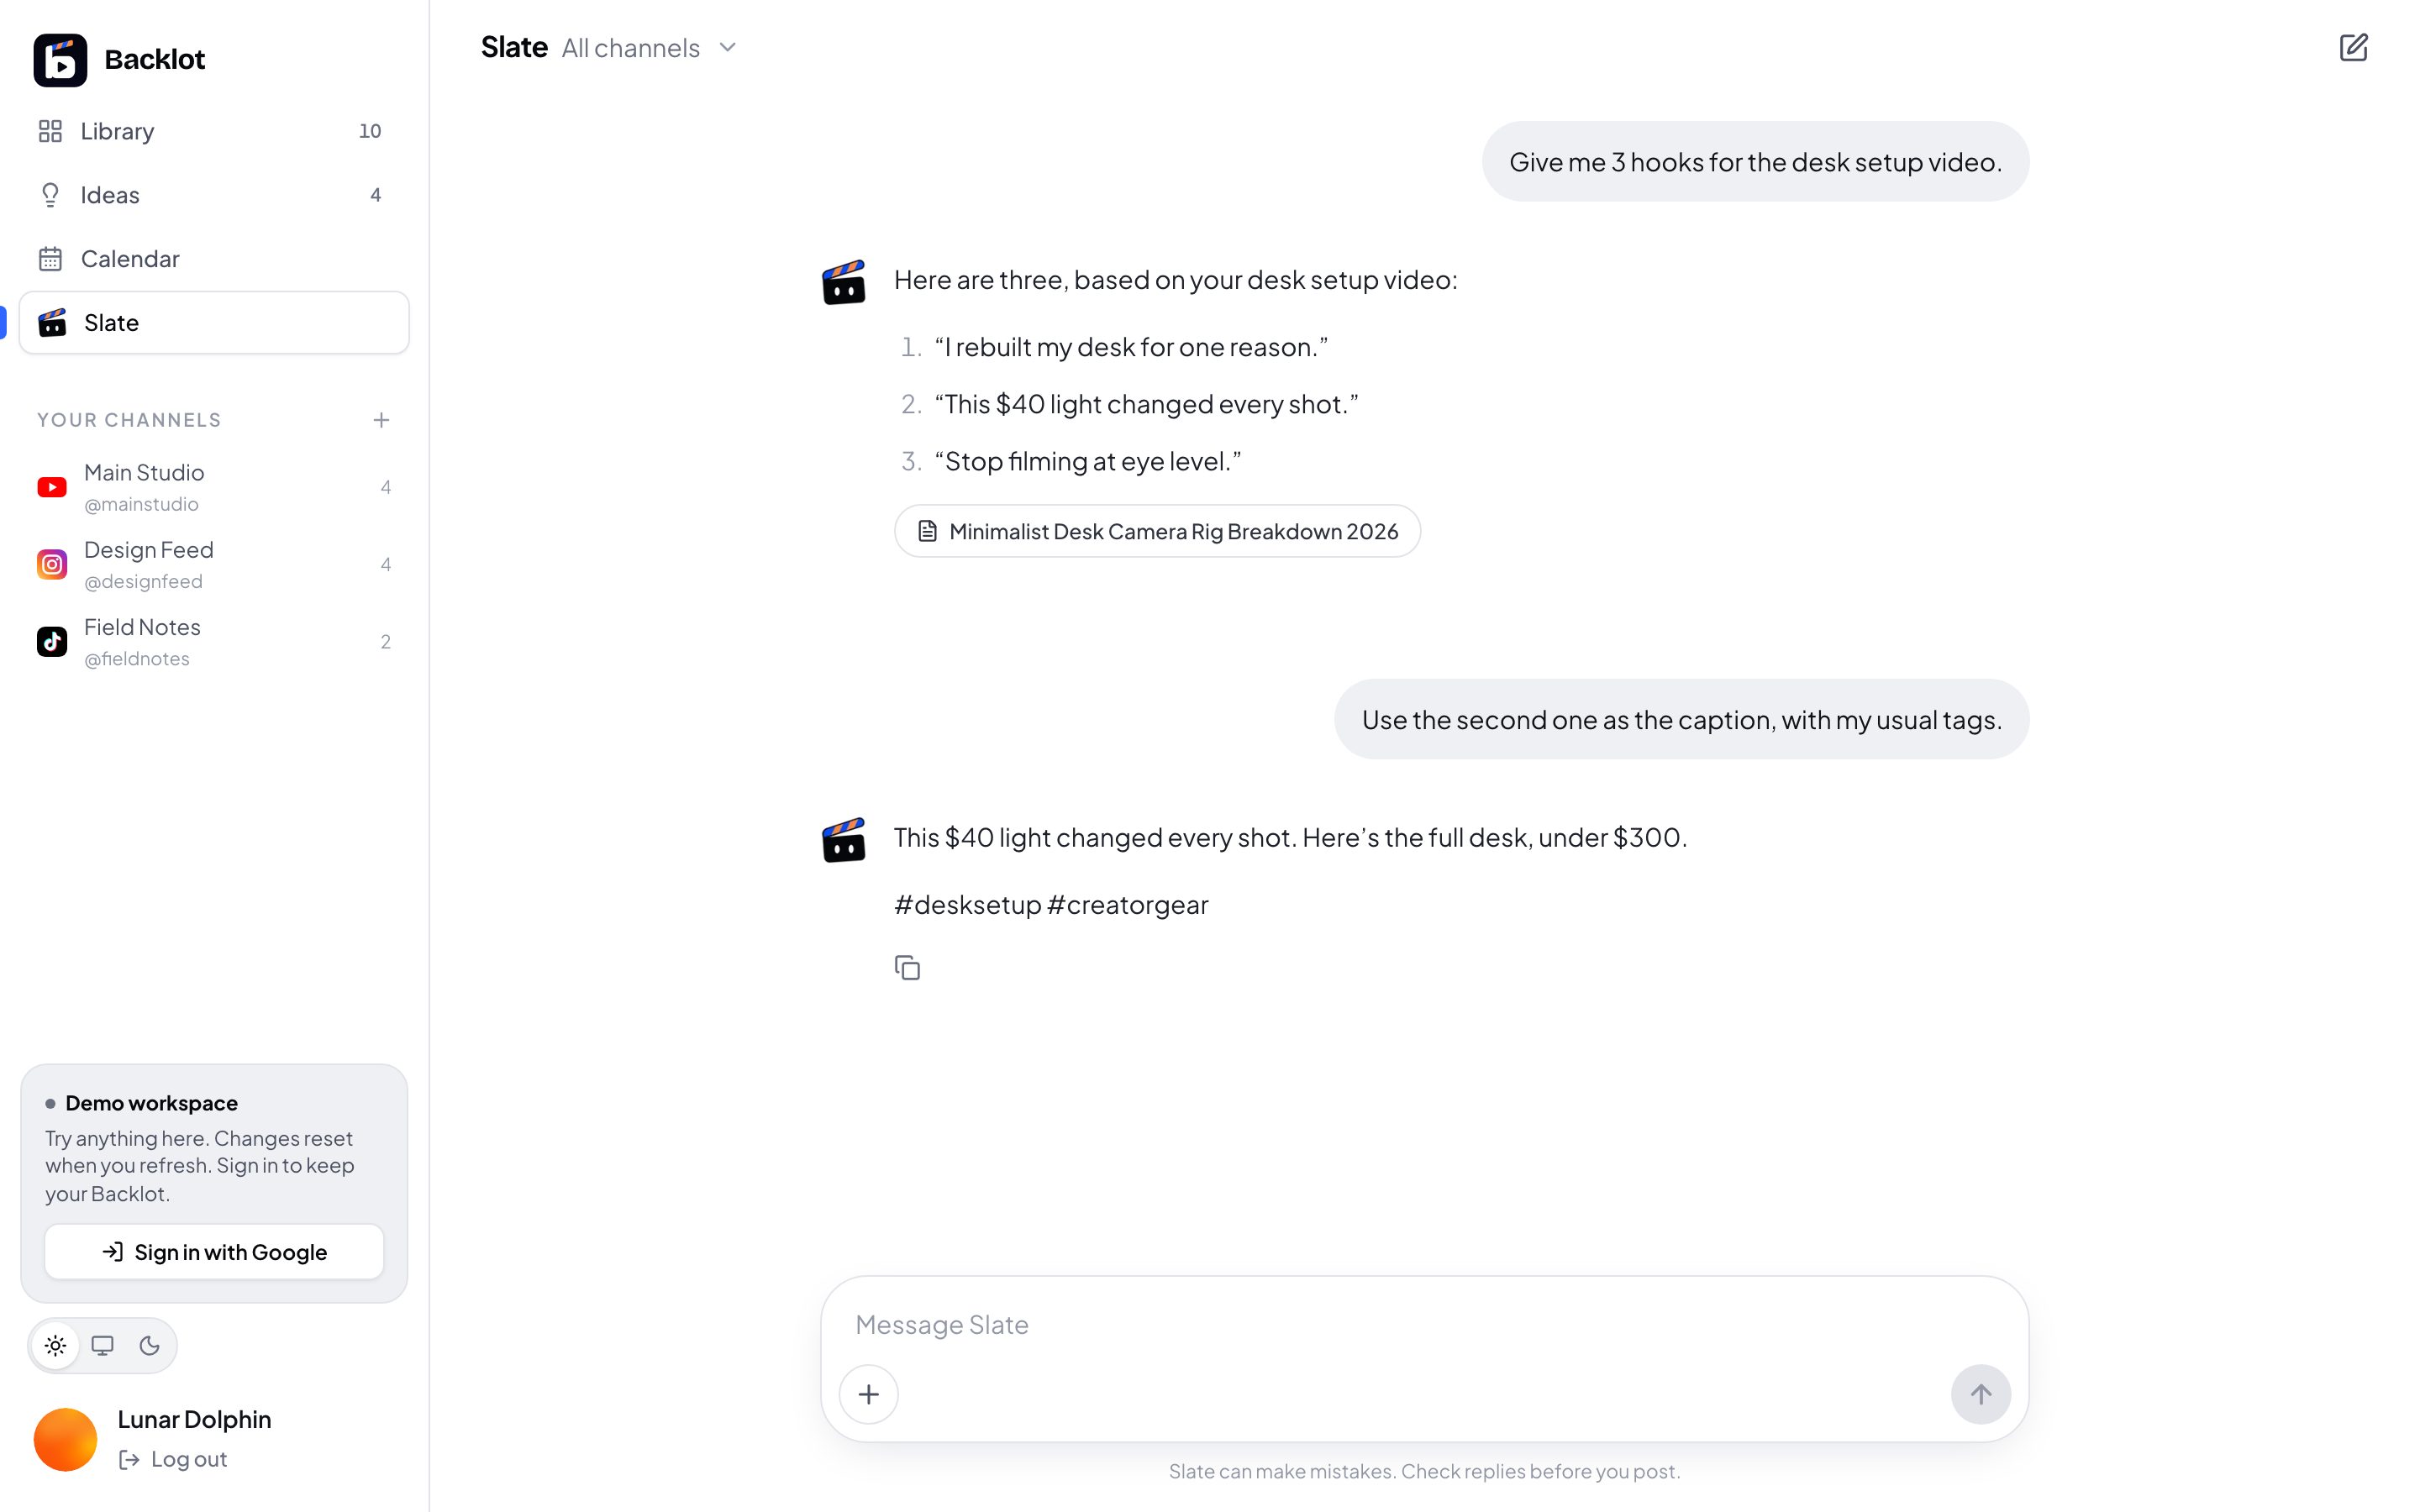 Backlot
Library 10
Ideas 4
Calendar
Slate
YOUR CHANNELS
Main Studio
@mainstudio
4
Design Feed
@designfeed
4
Field Notes
@fieldnotes
2
Demo workspace
Try anything here. Changes reset
when you refresh. Sign in to keep
your Backlot.
Sign in with Google
Lunar Dolphin
Log out
Slate All channels
Give me 3 hooks for the desk setup video.
Here are three, based on your desk setup video:
1. “I rebuilt my desk for one reason.”
2. “This $40 light changed every shot.”
3. “Stop filming at eye level.”
Minimalist Desk Camera Rig Breakdown 2026
Use the second one as the caption, with my usual tags.
This $40 light changed every shot. Here’s the full desk, under $300.
#desksetup #creatorgear
Message Slate
Slate can make mistakes. Check replies before you post.